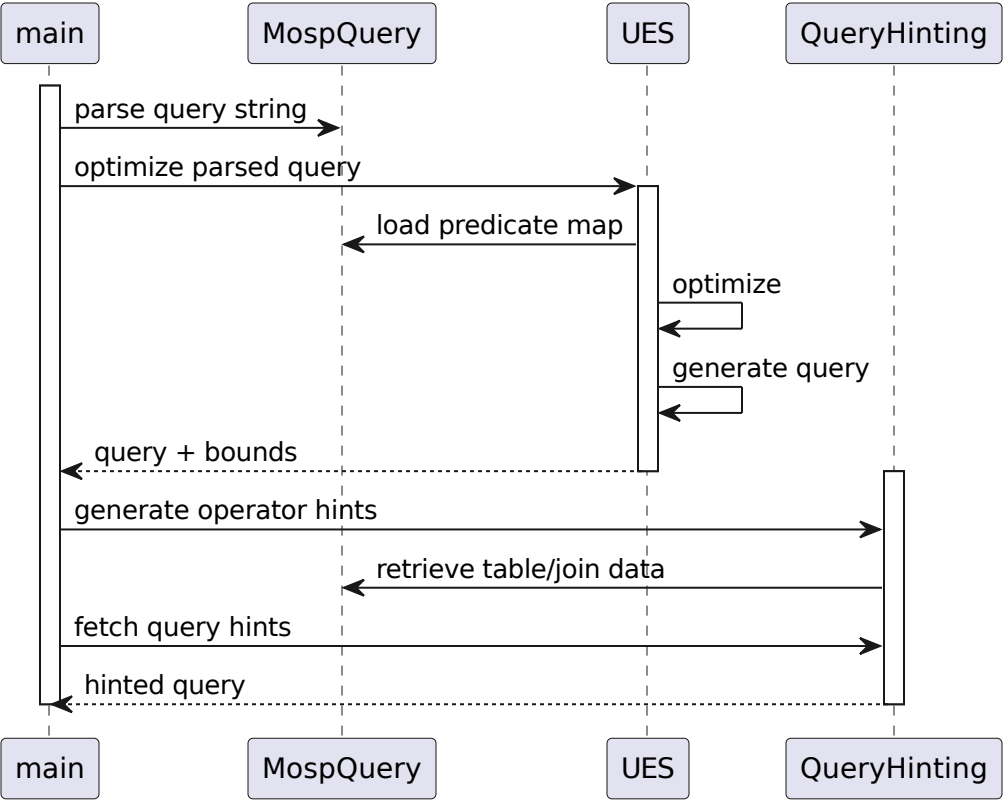 main
MospQuery
UES
QueryHinting
parse query string
optimize parsed query
load predicate map
optimize
generate query
query + bounds
generate operator hints
retrieve table/join data
fetch query hints
hinted query
main
MospQuery
UES
QueryHinting